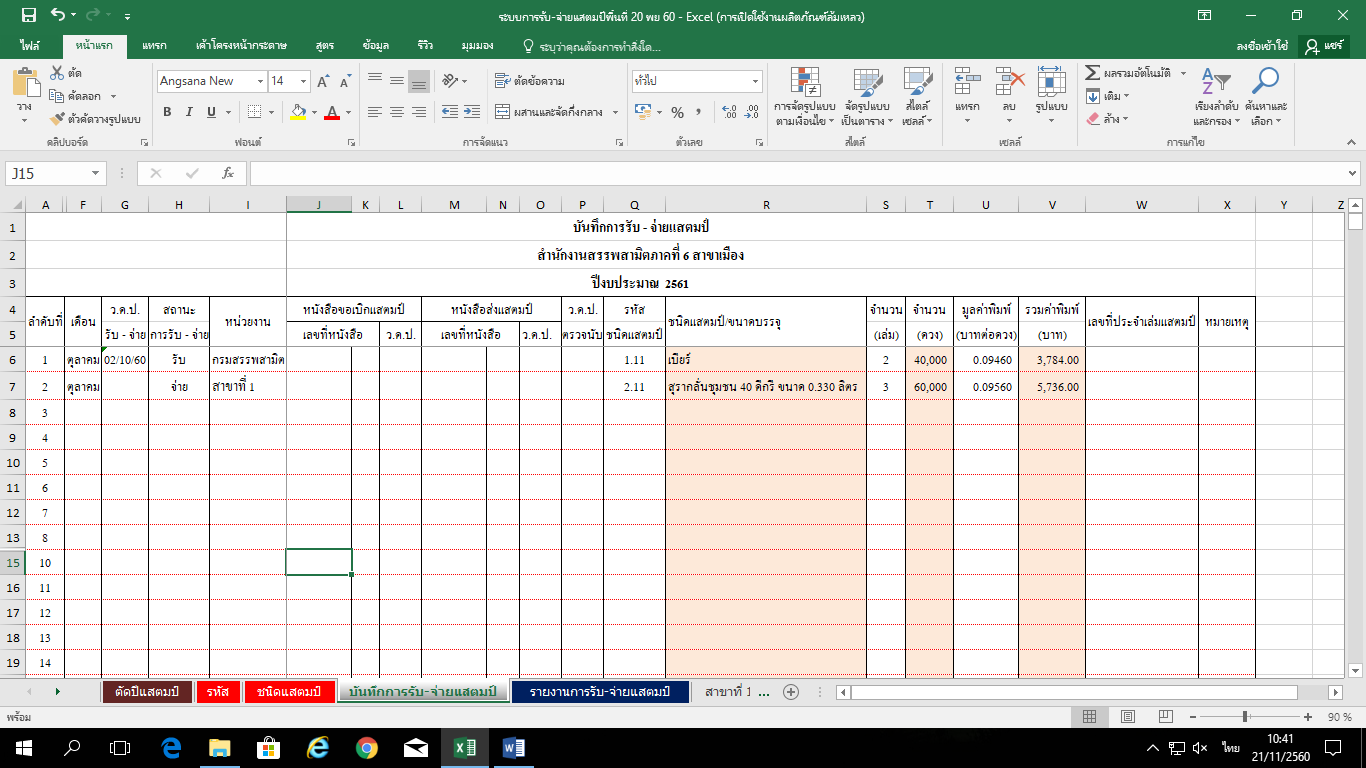 ระบบการรับ-จ่ายแสตมป์พื้นที่ 20 พย 60 - Excel (การเปิดใช้งานผลิตภัณฑ์ล้มเหลว)
ไฟล์ หน้าแรก แทรก เค้าโครงหน้ากระดาษ สูตร ข้อมูล รีวิว มุมมอง ระบุว่าคุณต้องการทำสิ่งใด... ลงชื่อเข้าใช้ แชร์
วาง ตัด คัดลอก ตัวคัดวางรูปแบบ
คลิปบอร์ด
Angsana New 14
B I U
ฟอนต์
ตัดข้อความ
ผสานและจัดกึ่งกลาง
การจัดแนว
ทั่วไป
ตัวเลข
การจัดรูปแบบ จัดรูปแบบ สไตล์
ตามเงื่อนไข เป็นตาราง เซลล์
สไตล์
แทรก ลบ รูปแบบ
เซลล์
ผลรวมอัตโนมัติ
เติม
ล้าง
เรียงลำดับ ค้นหาและ
และกรอง เลือก
การแก้ไข
J15 fx
A F G H I J K L M N O P Q R S T U V W X Y Z
1 บันทึกการรับ - จ่ายแสตมป์
2 สำนักงานสรรพสามิตภาคที่ 6 สาขาเมือง
3 ปีงบประมาณ 2561
4 ลำดับที่ เดือน ว.ด.ป. สถานะ หน่วยงาน หนังสือขอเบิกแสตมป์ หนังสือส่งแสตมป์ ว.ด.ป. รหัส ชนิดแสตมป์/ขนาดบรรจุ จำนวน จำนวน มูลค่าพิมพ์ รวมค่าพิมพ์ เลขที่ประจำเล่มแสตมป์ หมายเหตุ
5 รับ - จ่าย การรับ - จ่าย เลขที่หนังสือ ว.ด.ป. เลขที่หนังสือ ว.ด.ป. ตรวจนับ ชนิดแสตมป์ (เล่ม) (ดวง) (บาทต่อดวง) (บาท)
6 1 ตุลาคม 02/10/60 รับ กรมสรรพสามิต 1.11 เบียร์ 2 40,000 0.09460 3,784.00
7 2 ตุลาคม จ่าย สาขาที่ 1 2.11 สุรากลั่นชุมชน 40 ดีกรี ขนาด 0.330 ลิตร 3 60,000 0.09560 5,736.00
8 3
9 4
10 5
11 6
12 7
13 8
15 10
16 11
17 12
18 13
19 14
ตัดปีแสตมป์ รหัส ชนิดแสตมป์ บันทึกการรับ-จ่ายแสตมป์ รายงานการรับ-จ่ายแสตมป์ สาขาที่ 1 ...
พร้อม 90 %
ไทย 10:41
21/11/2560